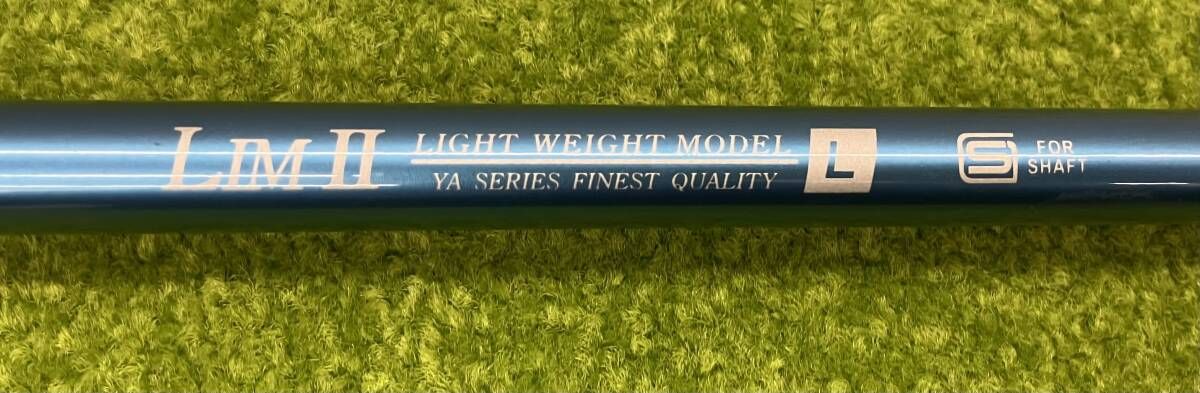 LIM II
LIGHT WEIGHT MODEL
YA SERIES FINEST QUALITY
L
S
FOR
SHAFT